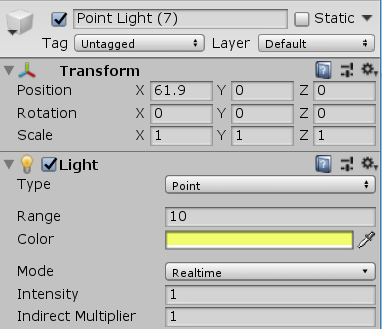 Point Light (7) Static
Tag Untagged Layer Default
Transform
Position X 61.9 Y 0 Z 0
Rotation X 0 Y 0 Z 0
Scale X 1 Y 1 Z 1
Light
Type Point
Range 10
Color
Mode Realtime
Intensity 1
Indirect Multiplier 1